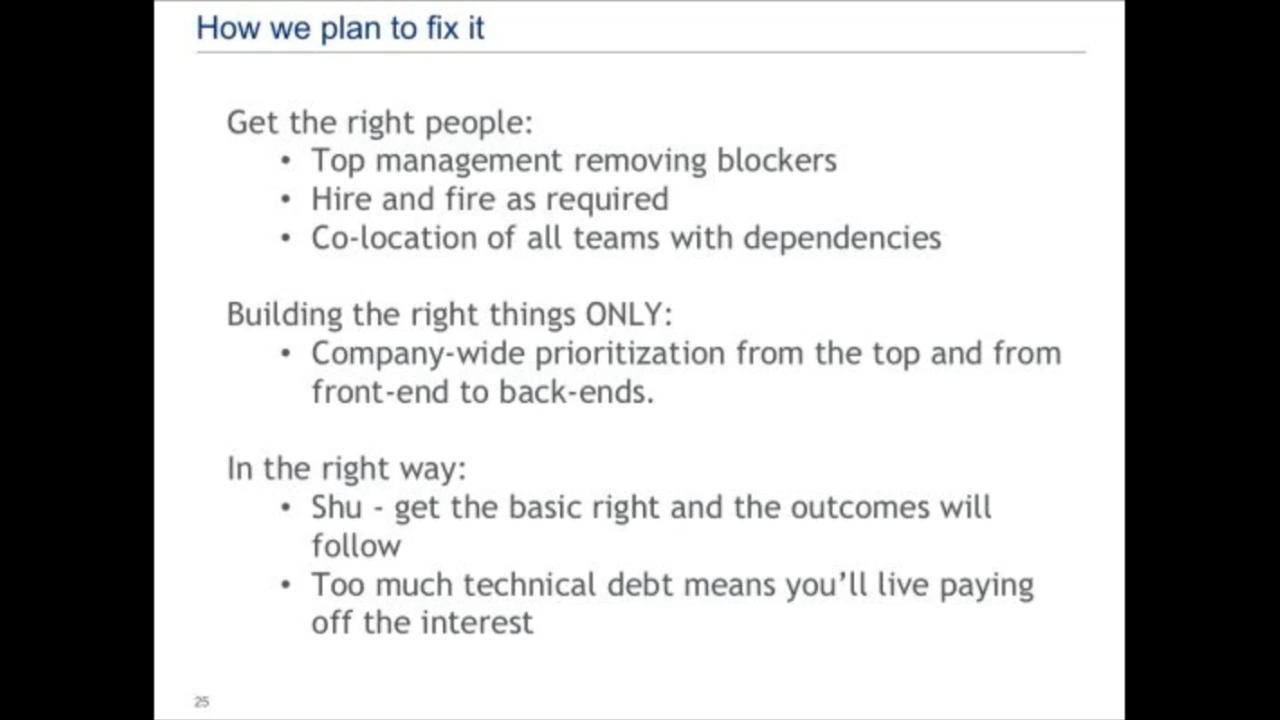 How we plan to fix it
Get the right people:
• Top management removing blockers
• Hire and fire as required
• Co-location of all teams with dependencies
Building the right things ONLY:
• Company-wide prioritization from the top and from
front-end to back-ends.
In the right way:
• Shu - get the basic right and the outcomes will
follow
• Too much technical debt means you’ll live paying
off the interest
25